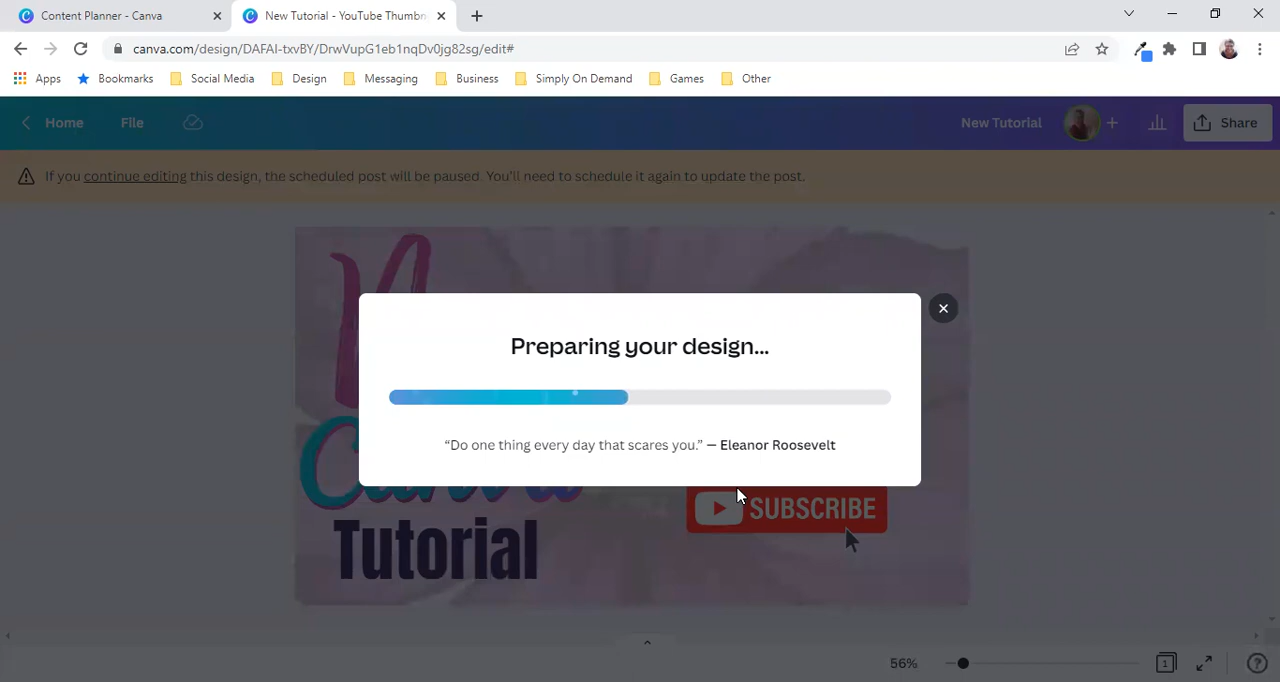 Content Planner - Canva
New Tutorial - YouTube Thumbn
canva.com/design/DAFAI-txvBY/DrwVupG1eb1nqDv0jg82sg/edit#
Apps Bookmarks Social Media Design Messaging Business Simply On Demand Games Other
Home File New Tutorial Share
If you continue editing this design, the scheduled post will be paused. You'll need to schedule it again to update the post.
Preparing your design...
"Do one thing every day that scares you." — Eleanor Roosevelt
SUBSCRIBE
Tutorial
56%
1